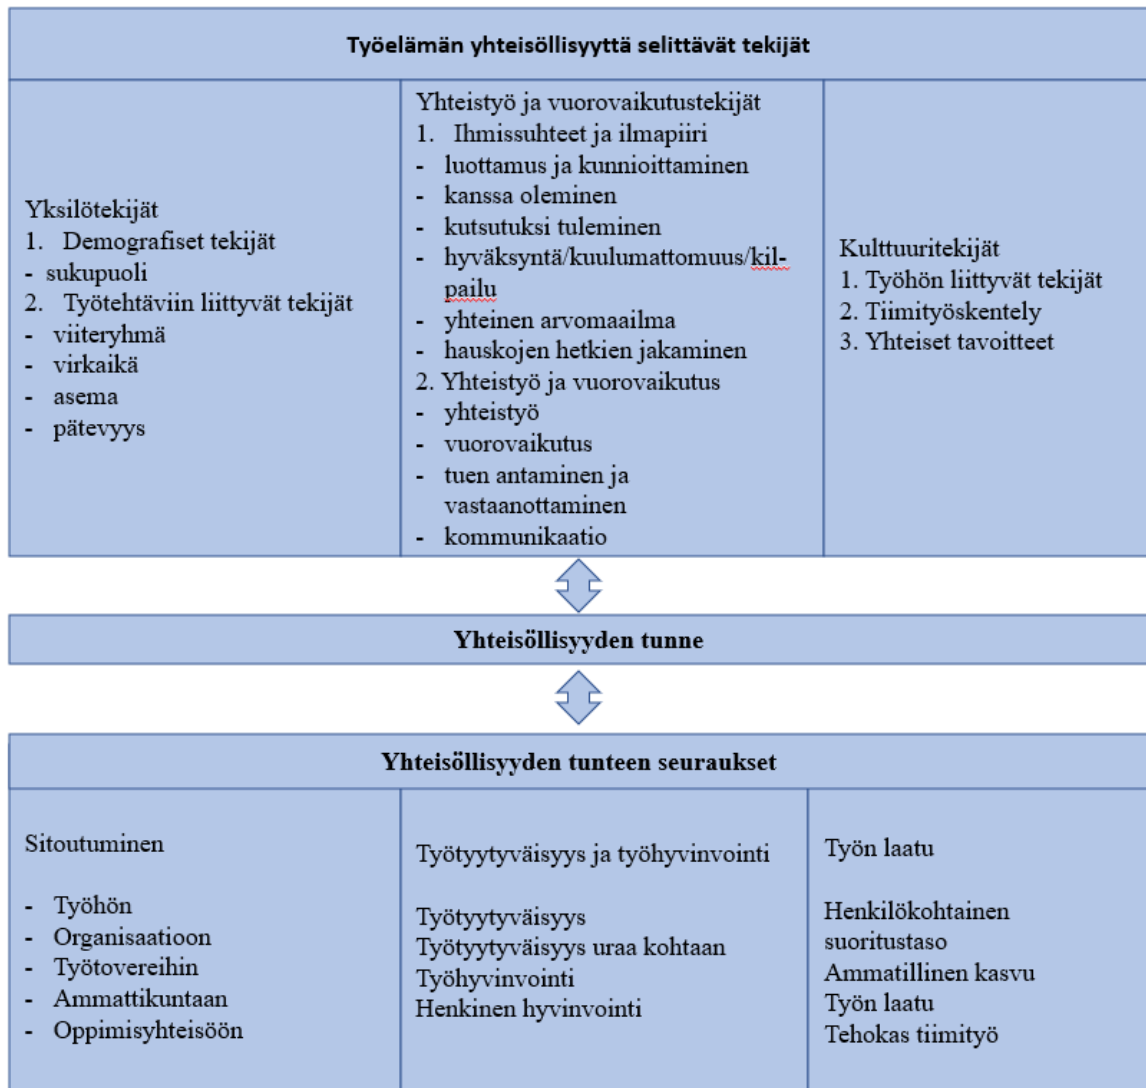 Työelämän yhteisöllisyyttä selittävät tekijät
Yksilötekijät
1. Demografiset tekijät
- sukupuoli
2. Työtehtäviin liittyvät tekijät
- viiteryhmä
- virkaikä
- asema
- pätevyys
Yhteistyö ja vuorovaikutustekijät
1. Ihmissuhteet ja ilmapiiri
- luottamus ja kunnioittaminen
- kanssa oleminen
- kutsutuksi tuleminen
- hyväksyntä/kuulumattomuus/kil-
pailu
- yhteinen arvomaailma
- hauskojen hetkien jakaminen
2. Yhteistyö ja vuorovaikutus
- yhteistyö
- vuorovaikutus
- tuen antaminen ja
vastaanottaminen
- kommunikaatio
Kulttuuritekijät
1. Työhön liittyvät tekijät
2. Tiimityöskentely
3. Yhteiset tavoitteet
Yhteisöllisyyden tunne
Yhteisöllisyyden tunteen seuraukset
Sitoutuminen
- Työhön
- Organisaatioon
- Työtovereihin
- Ammattikuntaan
- Oppimisyhteisöön
Työtyytyväisyys ja työhyvinvointi
Työtyytyväisyys
Työtyytyväisyys uraa kohtaan
Työhyvinvointi
Henkinen hyvinvointi
Työn laatu
Henkilökohtainen
suoritustaso
Ammatillinen kasvu
Työn laatu
Tehokas tiimityö